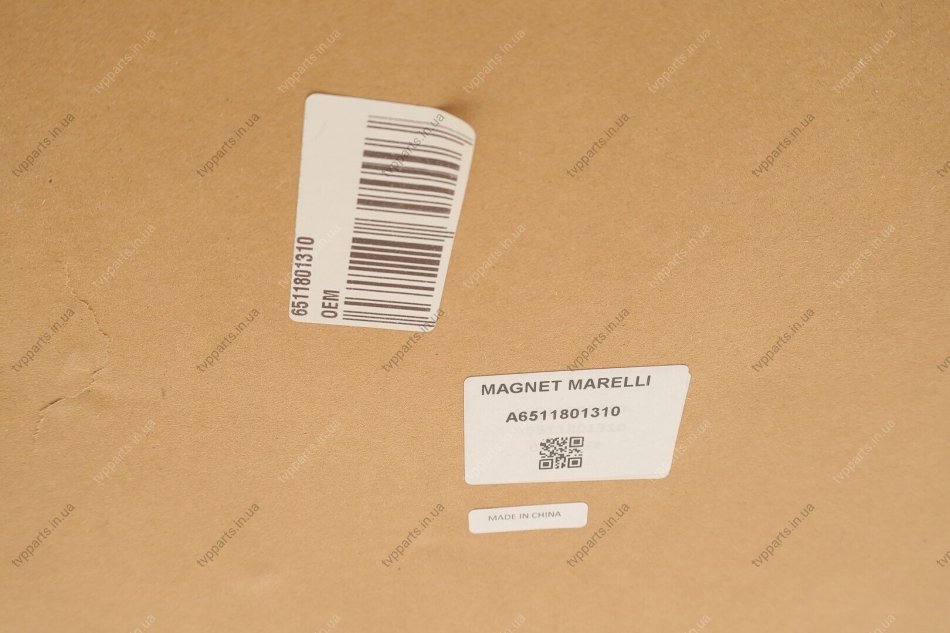 6511801310
OEM
MAGNET MARELLI
A6511801310
MADE IN CHINA
tvpparts.in.ua